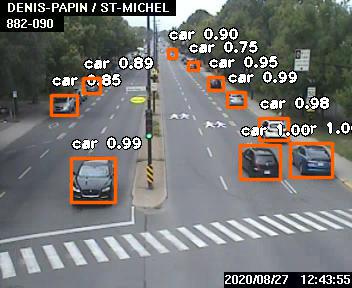 DENIS-PAPIN / ST-MICHEL
882-090
car 0.90
car 0.75
car 0.89
car 0.95
car 0.85
car 0.99
car 0.98
car 1.00
car 0.99
2020/08/27 12:43:55